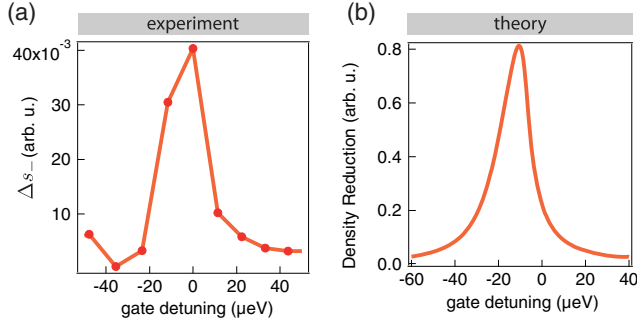 (a) experiment
40x10⁻³
30
20
10
Δs₋ (arb. u.)
-40 -20 0 20 40
gate detuning (µeV)
(b) theory
0.8
0.6
0.4
0.2
0.0
Density Reduction (arb. u.)
-60 -40 -20 0 20 40
gate detuning (µeV)